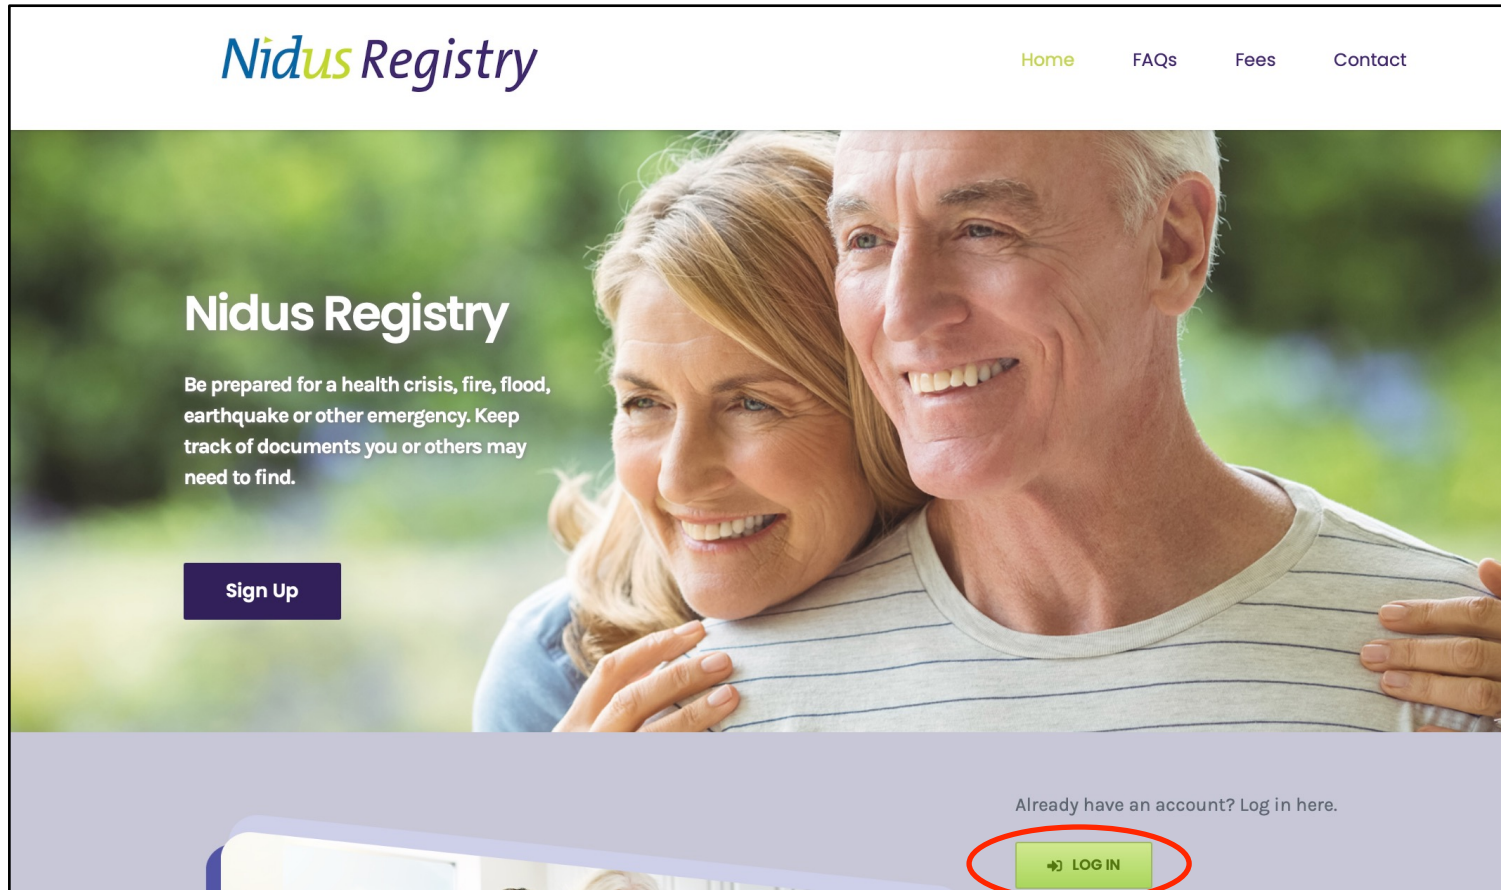 Nidus Registry
Home FAQs Fees Contact
Nidus Registry
Be prepared for a health crisis, fire, flood,
earthquake or other emergency. Keep
track of documents you or others may
need to find.
Sign Up
Already have an account? Log in here.
LOG IN